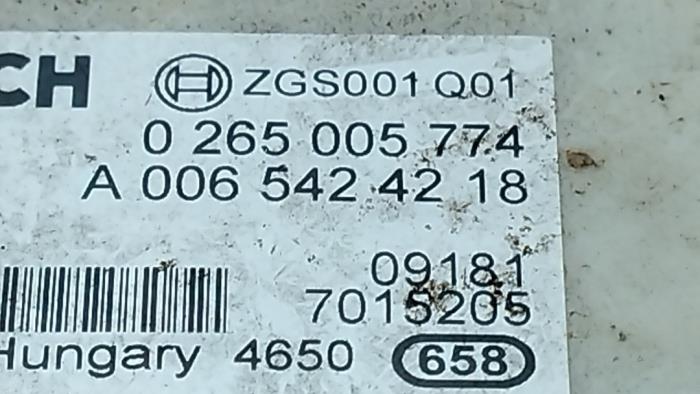 CH ZGS001 Q01
0 265 005 774
A 006 542 42 18
09181
7015205
Hungary 4650 658